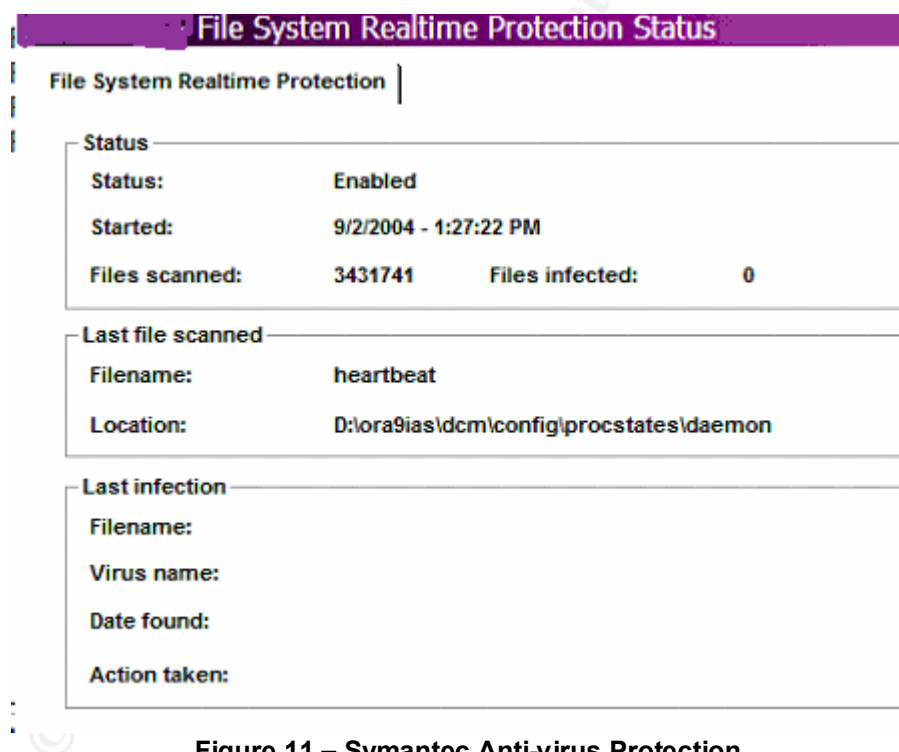 File System Realtime Protection Status
File System Realtime Protection
Status
Status: Enabled
Started: 9/2/2004 - 1:27:22 PM
Files scanned: 3431741 Files infected: 0
Last file scanned
Filename: heartbeat
Location: D:\ora9ias\dcm\config\procstates\daemon
Last infection
Filename:
Virus name:
Date found:
Action taken:
Figure 11 – Symantec Anti-virus Protection